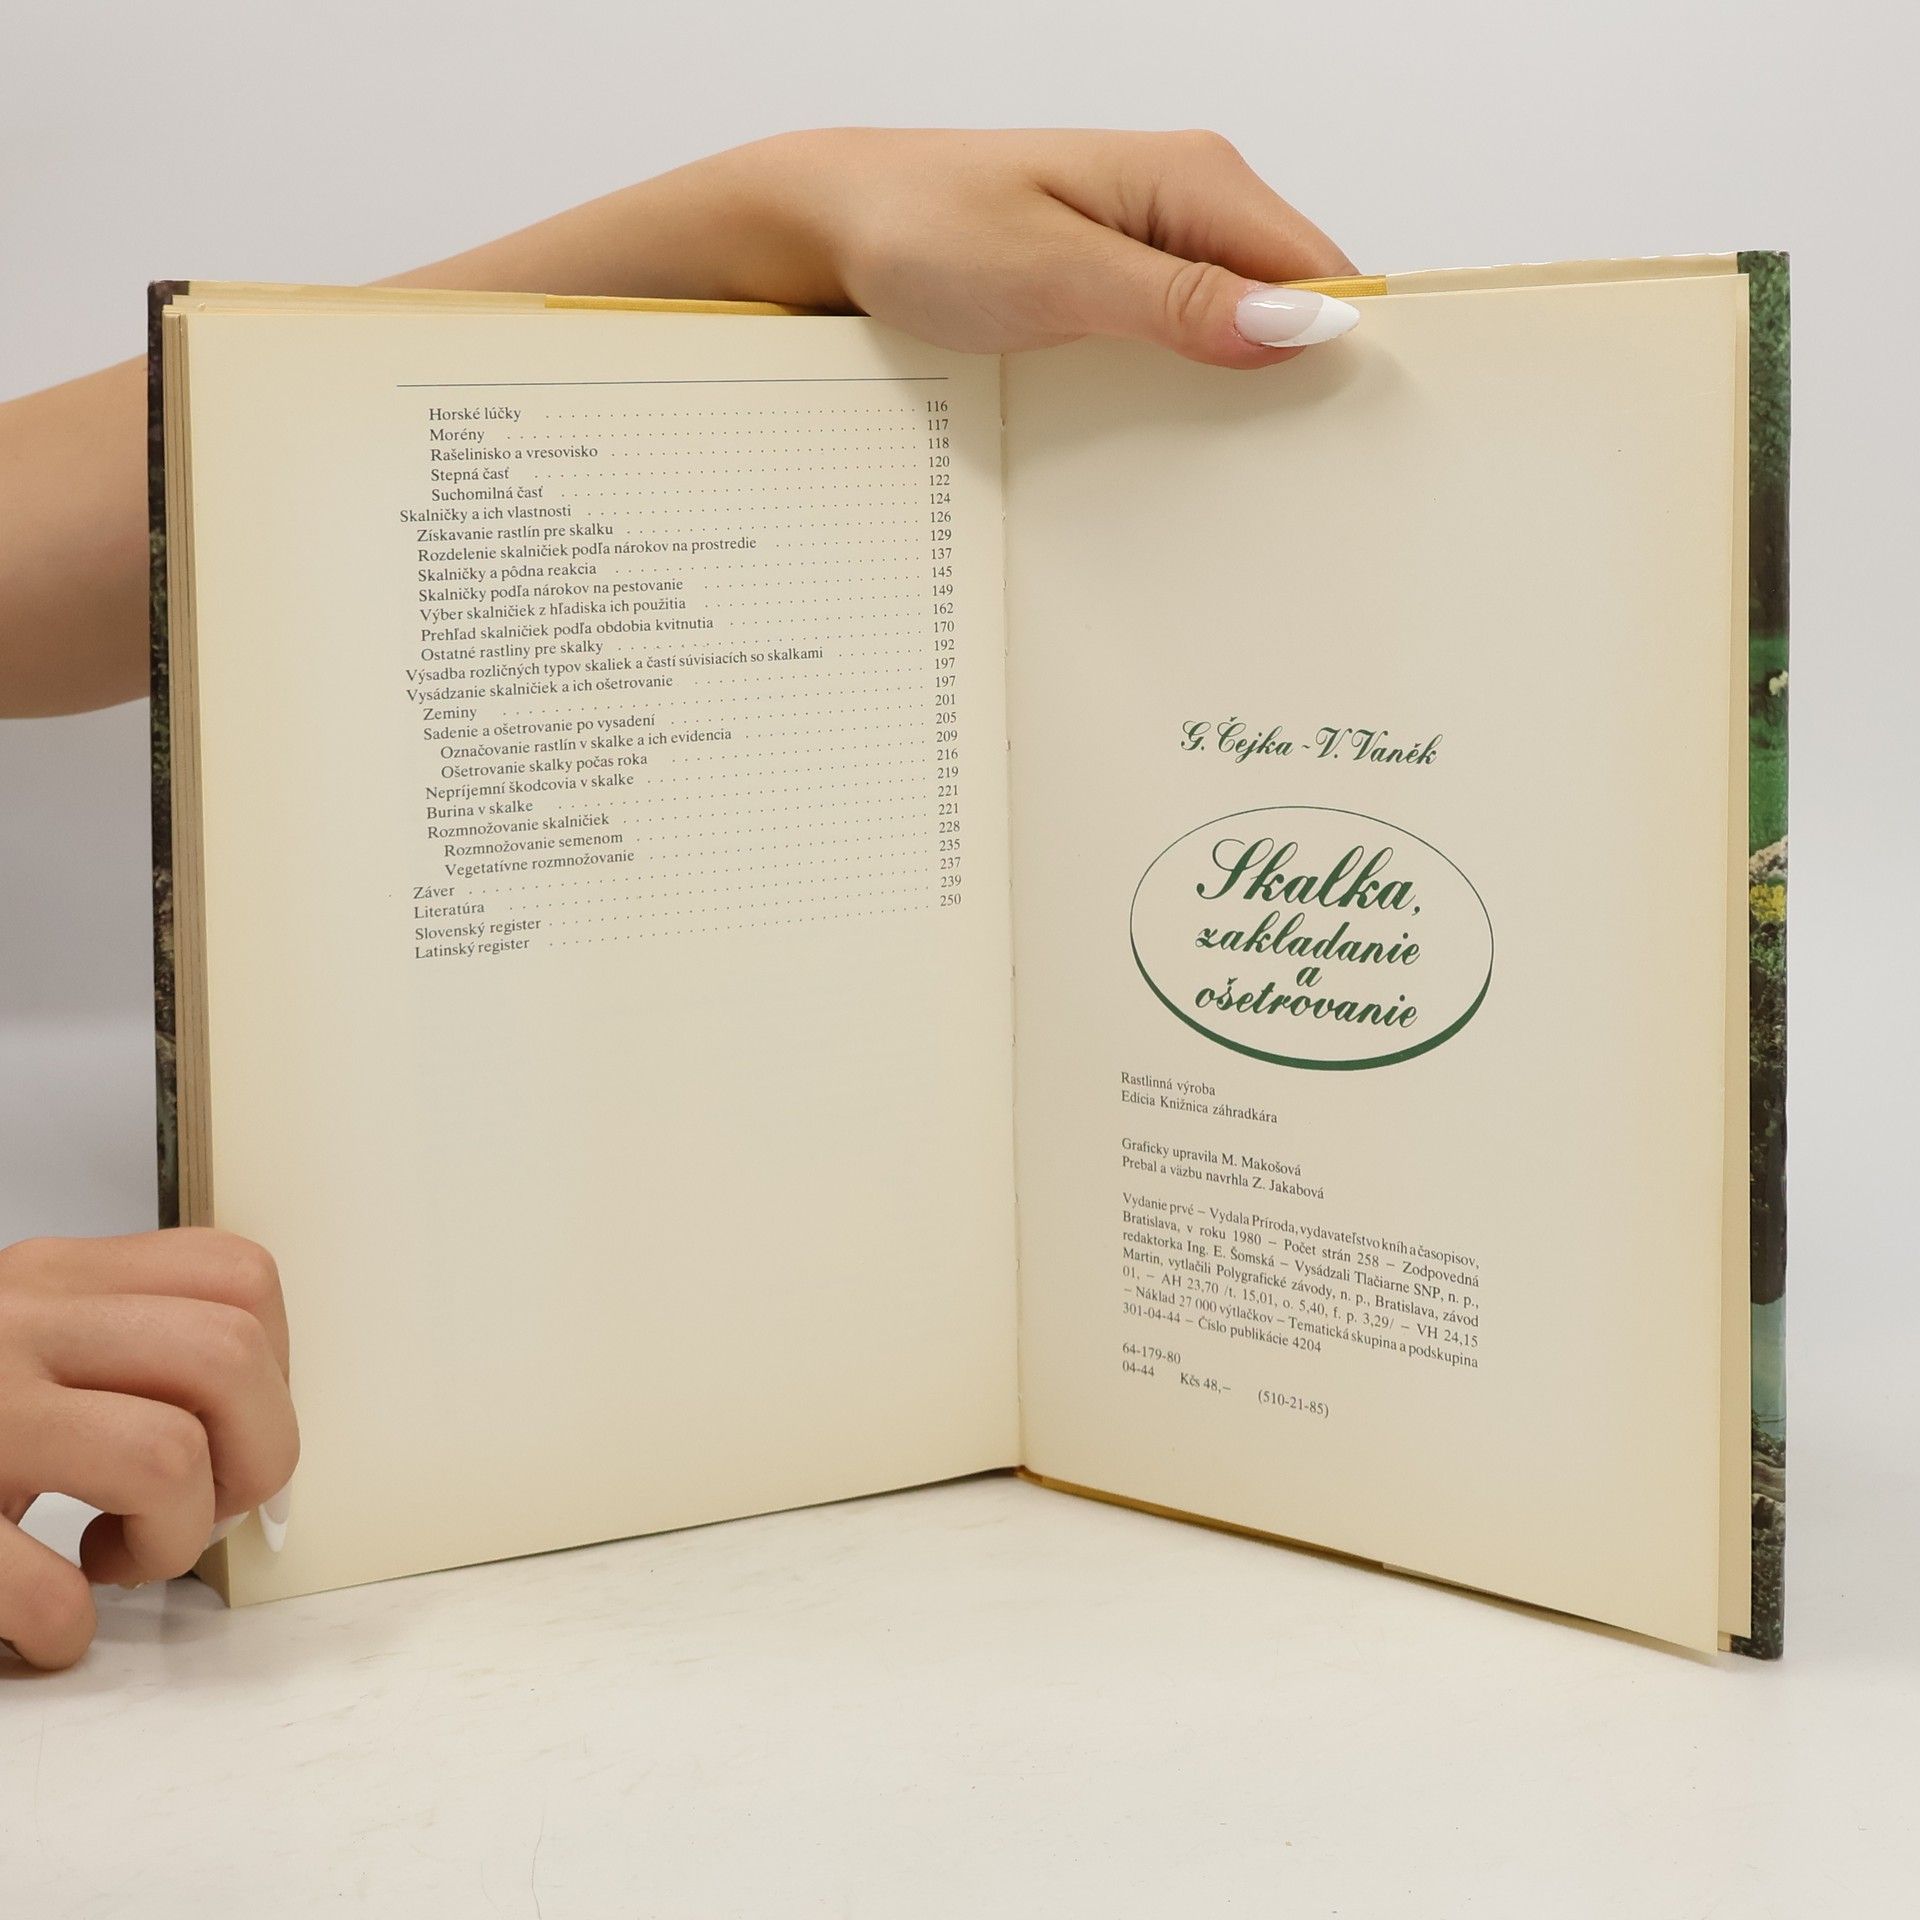 Horské lúčky 116
Morény 117
Rašelinisko a vresovisko 118
Stepná časť 120
Suchomilná časť 122
Skalničky a ich vlastnosti 124
Získavanie rastlín pre skalku 126
Rozdelenie skalničiek podľa nárokov na prostredie 129
Skalničky a pôdna reakcia 137
Skalničky podľa nárokov na pestovanie 145
Výber skalničiek z hľadiska ich použitia 149
Prehľad skalničiek podľa obdobia kvitnutia 162
Ostatné rastliny pre skalky 170
Výsadba rozličných typov skaliek a častí súvisiacich so skalkami 192
Vysádzanie skalničiek a ich ošetrovanie 197
Zeminy 197
Sadenie a ošetrovanie po vysadení 201
Označovanie rastlín v skalke a ich evidencia 205
Ošetrovanie skalky počas roka 209
Nepríjemní škodcovia v skalke 216
Burina v skalke 219
Rozmnožovanie skalničiek 221
Rozmnožovanie semenom 221
Vegetatívne rozmnožovanie 228
Záver 235
Literatúra 237
Slovenský register 239
Latinský register 250
G. Čejka - V. Vaněk
Skalka,
zakladanie
a
ošetrovanie
Rastlinná výroba
Edícia Knižnica záhradkára
Graficky upravila M. Makošová
Prebal a väzbu navrhla Z. Jakabová
Vydanie prvé – Vydala Príroda, vydavateľstvo kníh a časopisov,
Bratislava, v roku 1980 – Počet strán 258 – Zodpovedná
redaktorka Ing. E. Šomská – Vysádzali Tlačiarne SNP, n. p.,
Martin, vytlačili Polygrafické závody, n. p., Bratislava, závod
01, – AH 23,70 /t. 15,01, o. 5,40, f. p. 3,29/ – VH 24,15
– Náklad 27 000 výtlačkov – Tematická skupina a podskupina
301-04-44 – Číslo publikácie 4204
64-179-80
04-44 Kčs 48,– (510-21-85)